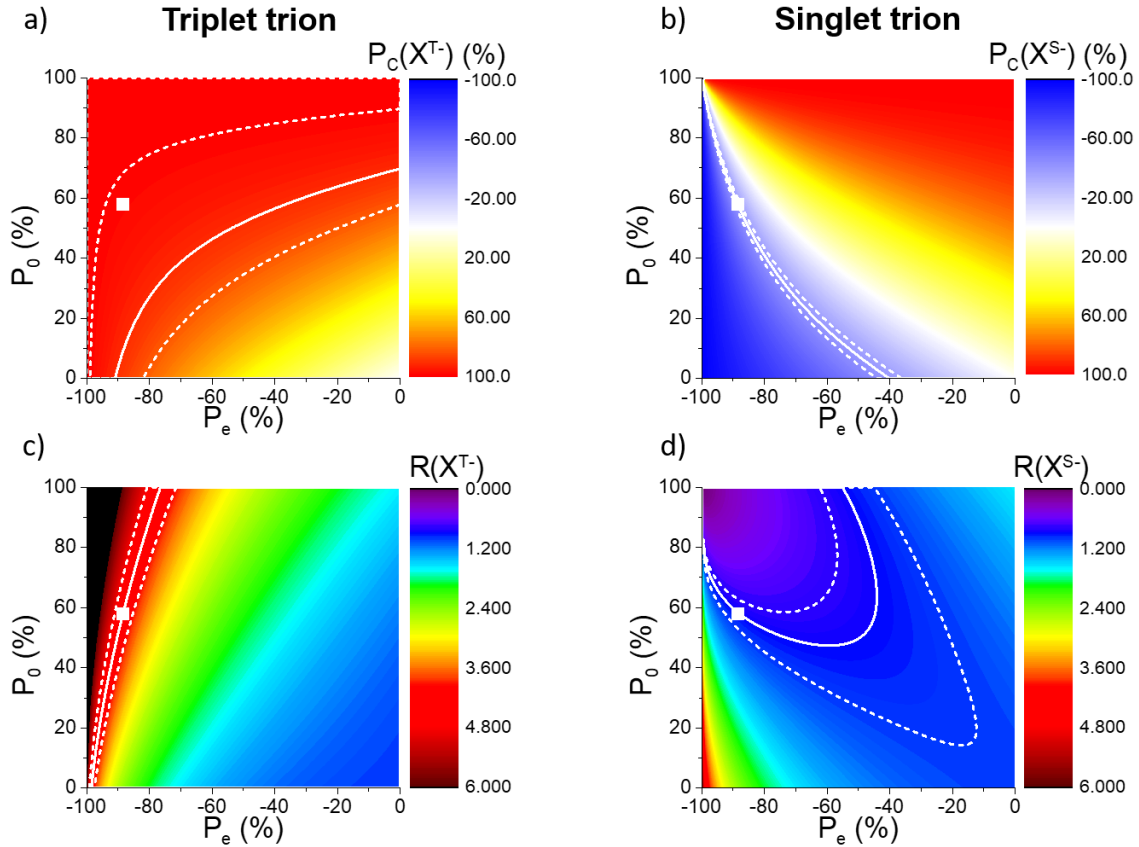 a) Triplet trion
b) Singlet trion
P_C(X^T-) (%)
P_C(X^S-) (%)
100
80
60
40
20
0
P_0 (%)
-100 -80 -60 -40 -20 0
P_e (%)
-100.0
-60.00
-20.00
20.00
60.00
100.0
100
80
60
40
20
0
P_0 (%)
-100 -80 -60 -40 -20 0
P_e (%)
-100.0
-60.00
-20.00
20.00
60.00
100.0
c)
R(X^T-)
100
80
60
40
20
0
P_0 (%)
-100 -80 -60 -40 -20 0
P_e (%)
0.000
1.200
2.400
3.600
4.800
6.000
d)
R(X^S-)
100
80
60
40
20
0
P_0 (%)
-100 -80 -60 -40 -20 0
P_e (%)
0.000
1.200
2.400
3.600
4.800
6.000